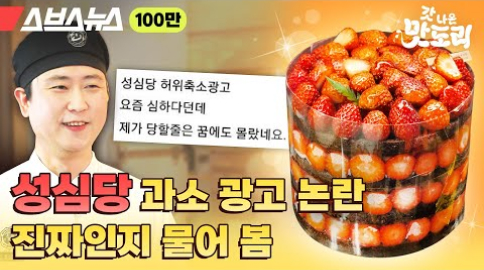 스브스뉴스 100만
갓 나온
맛도리
성심당 허위축소광고
요즘 심하다던데
제가 당할줄은 꿈에도 몰랐네요.
성심당 과소 광고 논란
진짜인지 물어 봄